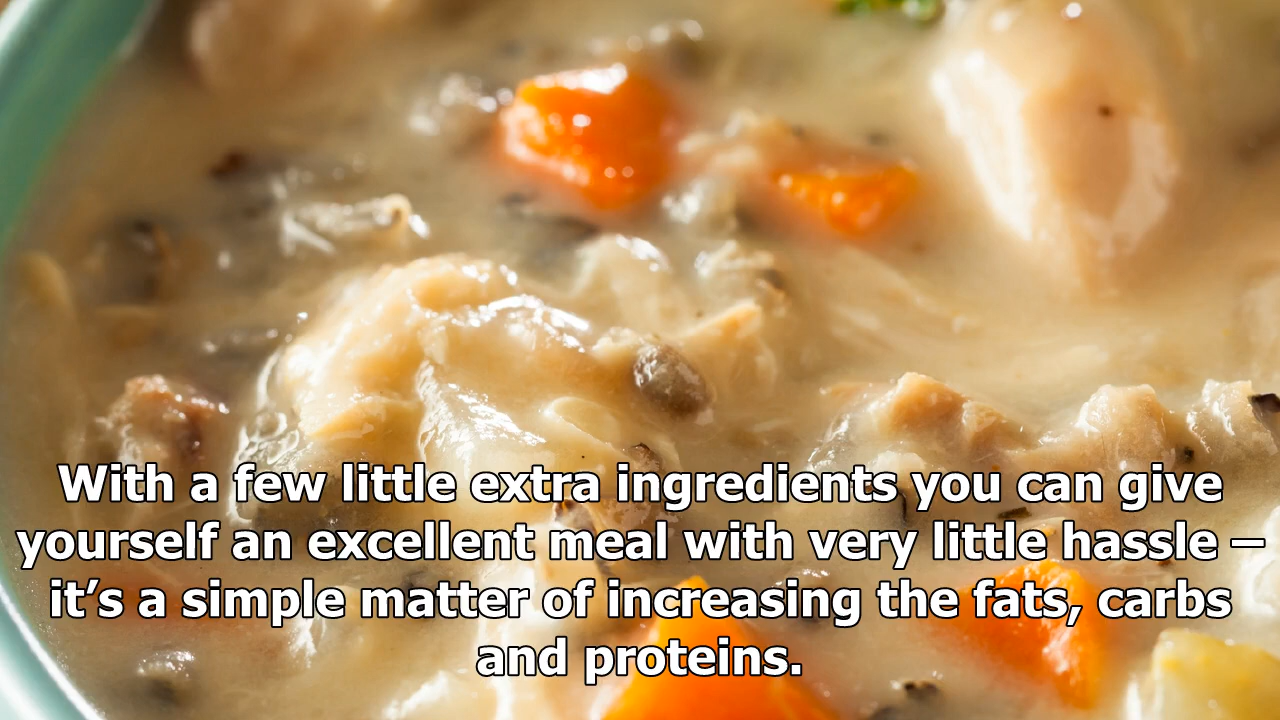 With a few little extra ingredients you can give
yourself an excellent meal with very little hassle –
it’s a simple matter of increasing the fats, carbs
and proteins.